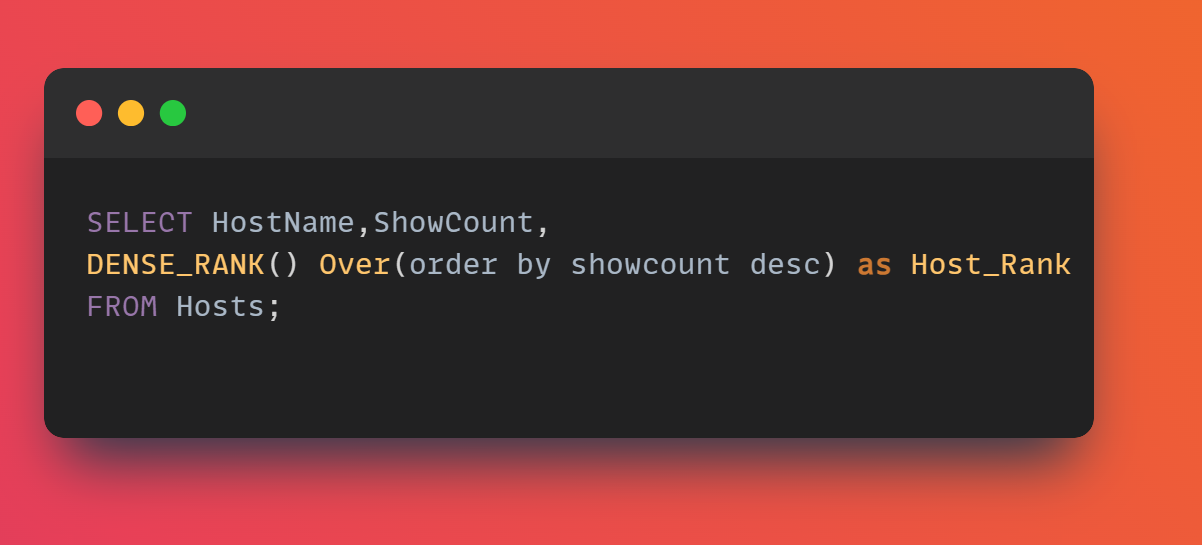 SELECT HostName,ShowCount,
DENSE_RANK() Over(order by showcount desc) as Host_Rank
FROM Hosts;